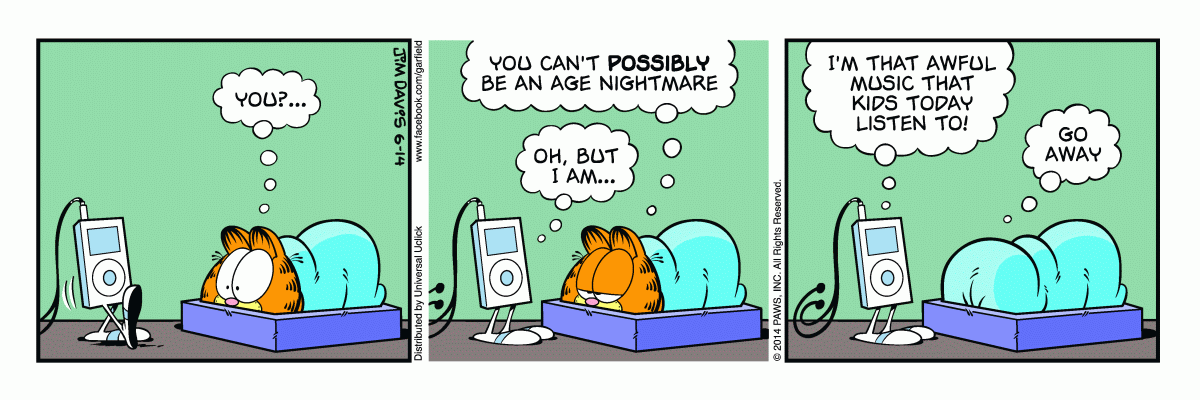 YOU?...
JIM DAVIS 6-14
www.facebook.com/garfield
Distributed by Universal Uclick
YOU CAN'T POSSIBLY
BE AN AGE NIGHTMARE
OH, BUT
I AM...
© 2014 PAWS, INC. All Rights Reserved.
I'M THAT AWFUL
MUSIC THAT
KIDS TODAY
LISTEN TO!
GO
AWAY